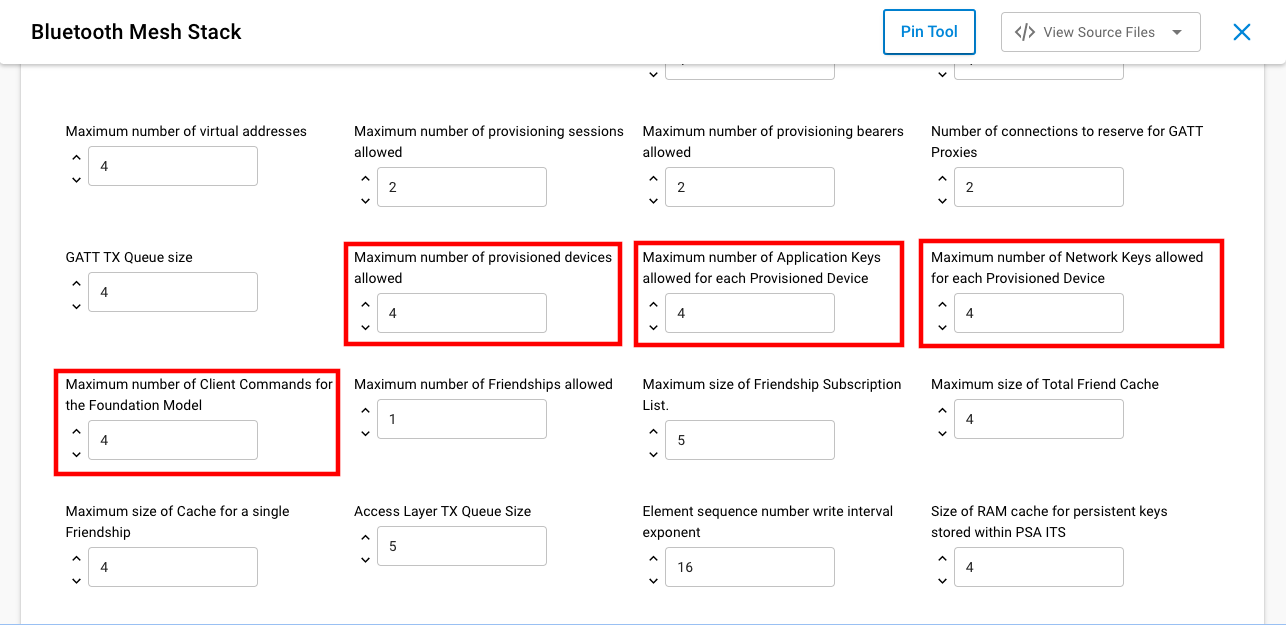 Bluetooth Mesh Stack
Pin Tool
View Source Files
Maximum number of virtual addresses
4
Maximum number of provisioning sessions
allowed
2
Maximum number of provisioning bearers
allowed
2
Number of connections to reserve for GATT
Proxies
2
GATT TX Queue size
4
Maximum number of provisioned devices
allowed
4
Maximum number of Application Keys
allowed for each Provisioned Device
4
Maximum number of Network Keys allowed
for each Provisioned Device
4
Maximum number of Client Commands for
the Foundation Model
4
Maximum number of Friendships allowed
1
Maximum size of Friendship Subscription
List.
5
Maximum size of Total Friend Cache
4
Maximum size of Cache for a single
Friendship
4
Access Layer TX Queue Size
5
Element sequence number write interval
exponent
16
Size of RAM cache for persistent keys
stored within PSA ITS
4